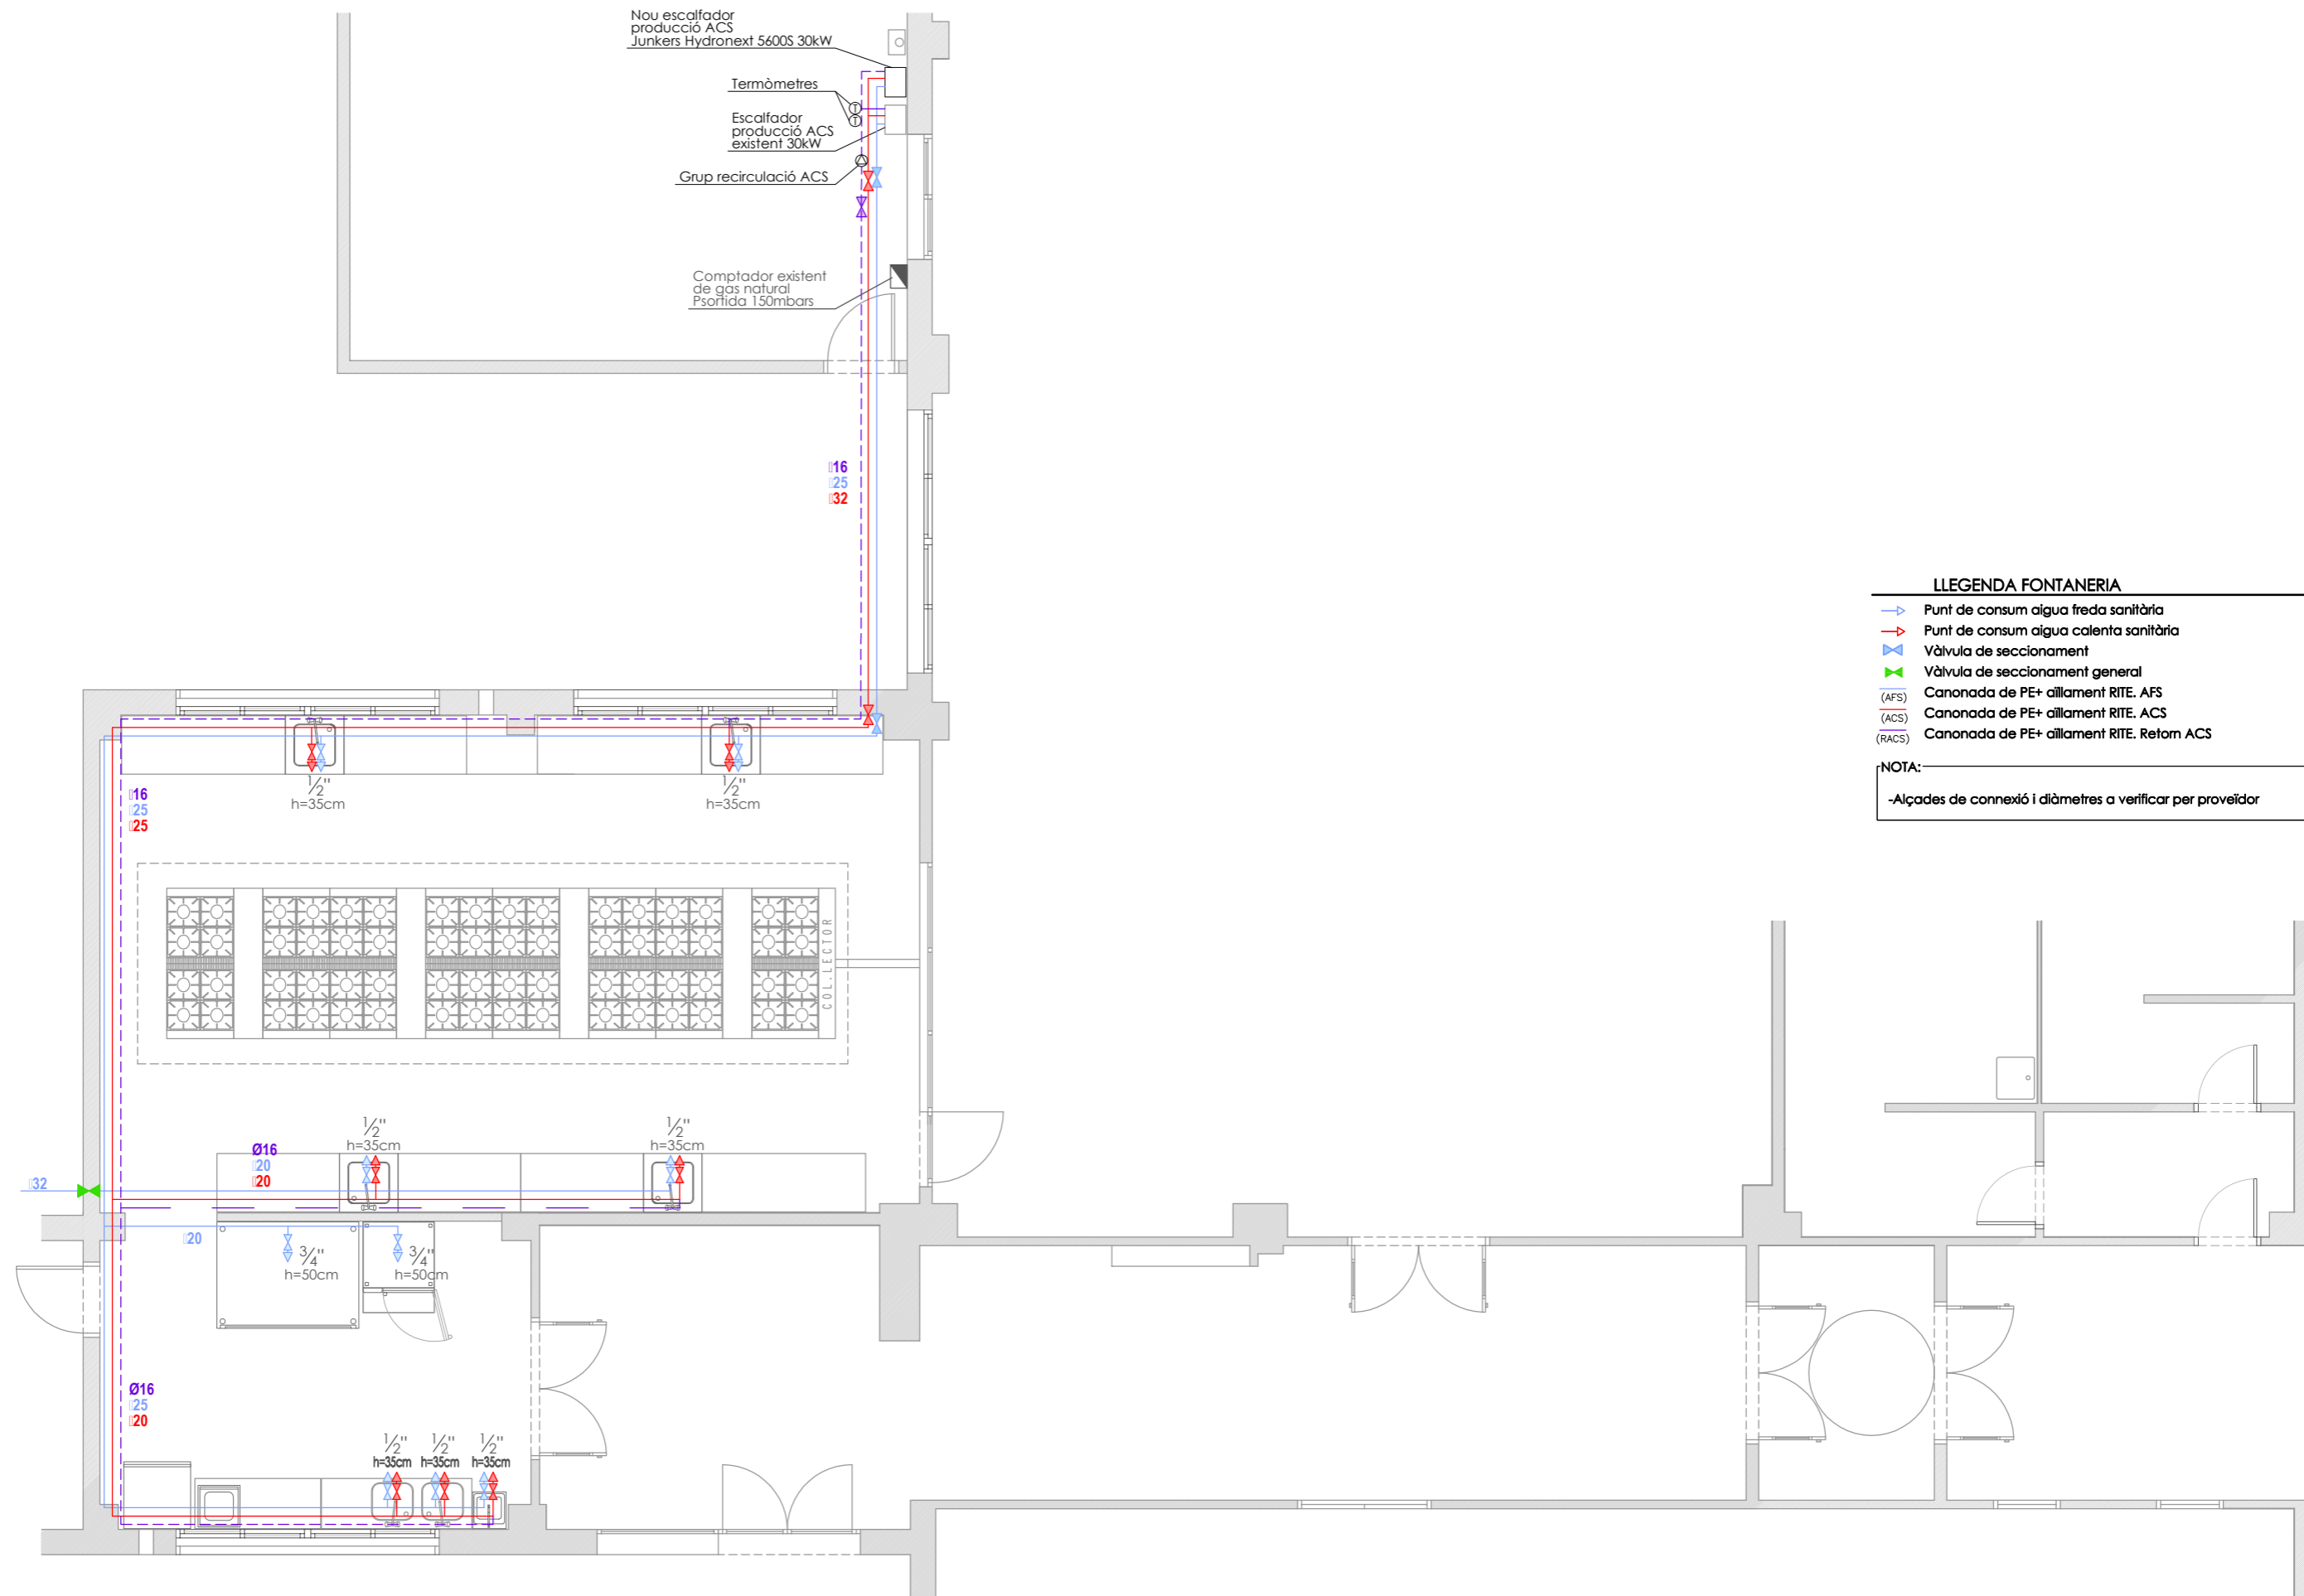 Nou escalfador
producció ACS
Junkers Hydronext 5600S 30kW
Termòmetres
T
T
Escalfador
producció ACS
existent 30kW
Grup recirculació ACS
Comptador existent
de gas natural
Psortida 150mbars
▯16
▯25
▯32
LLEGENDA FONTANERIA
Punt de consum aigua freda sanitària
Punt de consum aigua calenta sanitària
Vàlvula de seccionament
Vàlvula de seccionament general
(AFS) Canonada de PE+ aïllament RITE. AFS
(ACS) Canonada de PE+ aïllament RITE. ACS
(RACS) Canonada de PE+ aïllament RITE. Retorn ACS
NOTA:
-Alçades de connexió i diàmetres a verificar per proveïdor
1/2"
h=35cm
1/2"
h=35cm
▯16
▯25
▯25
COL.LECTOR
1/2"
h=35cm
1/2"
h=35cm
Ø16
▯20
▯20
▯32
▯20
3/4"
h=50cm
3/4"
h=50cm
Ø16
▯25
▯20
1/2"
h=35cm
1/2"
h=35cm
1/2"
h=35cm